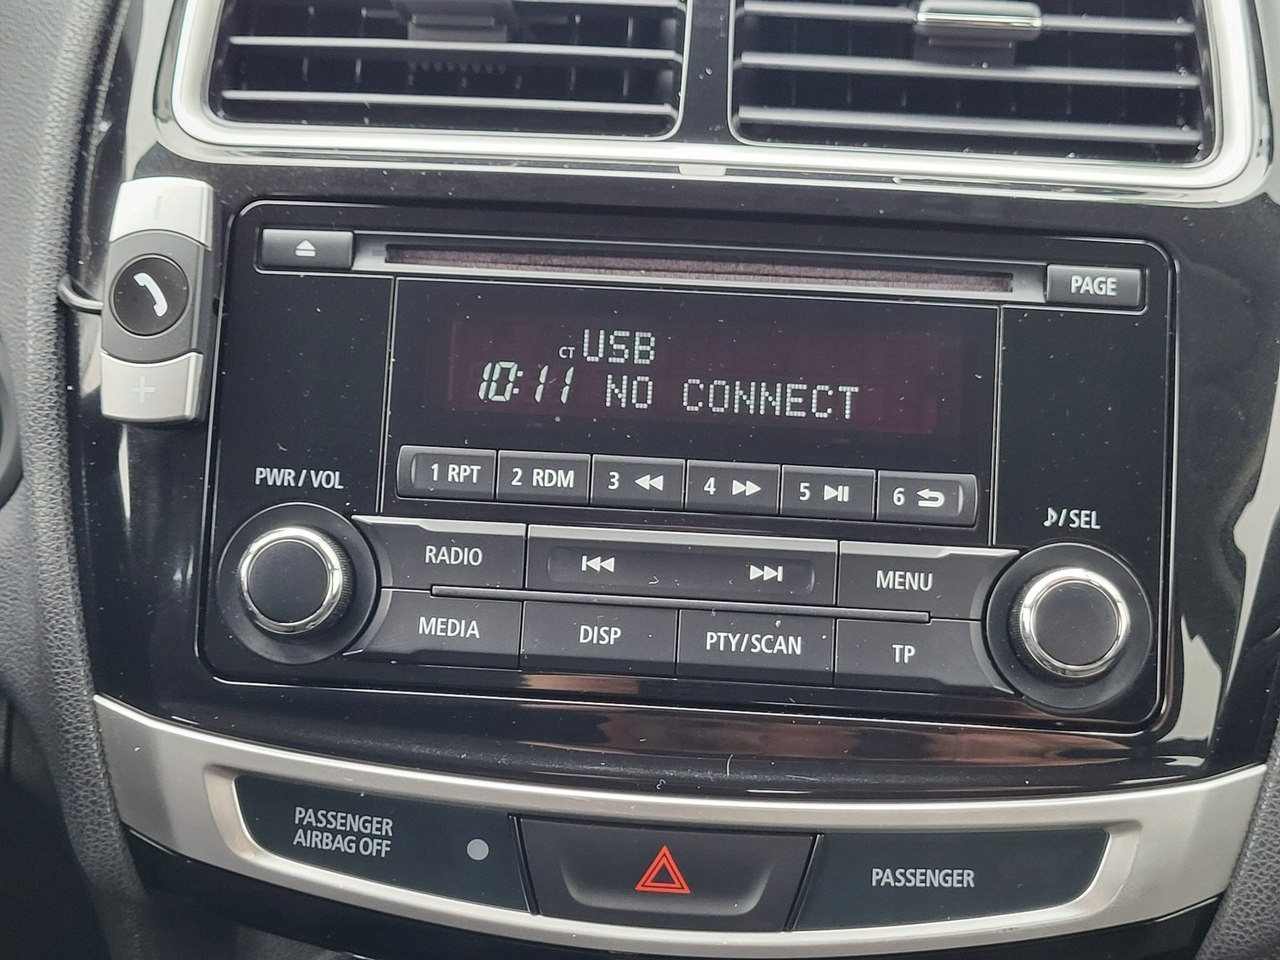 PAGE
CT USB
10:11 NO CONNECT
PWR/VOL
1 RPT 2 RDM 3 4 5 6
♪/SEL
RADIO MENU
MEDIA DISP PTY/SCAN TP
PASSENGER
AIRBAG OFF
PASSENGER